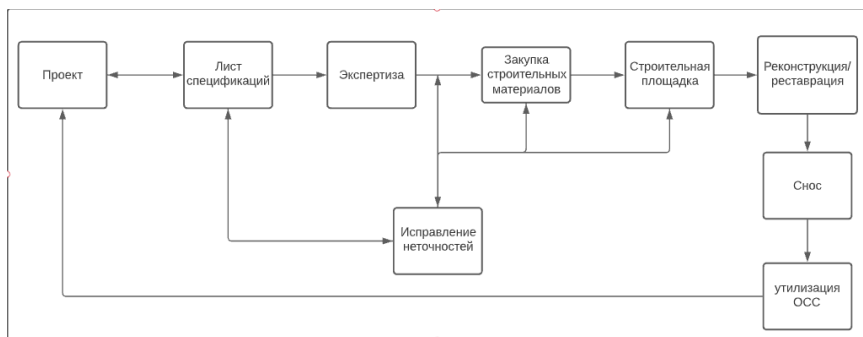 Проект
Лист
спецификаций
Экспертиза
Закупка
строительных
материалов
Строительная
площадка
Реконструкция/
реставрация
Снос
Исправление
неточностей
утилизация
ОСС